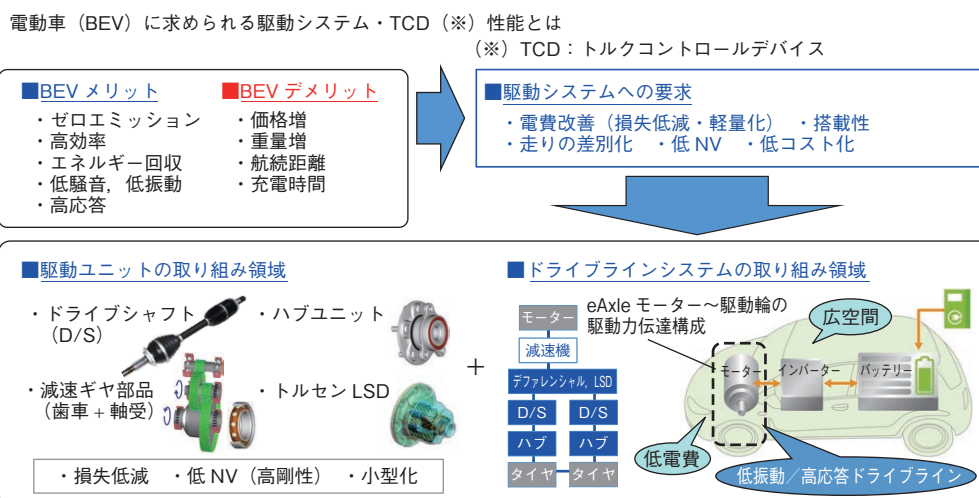 電動車（BEV）に求められる駆動システム・TCD（※）性能とは
（※）TCD：トルクコントロールデバイス
■BEV メリット
・ゼロエミッション
・高効率
・エネルギー回収
・低騒音，低振動
・高応答
■BEV デメリット
・価格増
・重量増
・航続距離
・充電時間
■駆動システムへの要求
・電費改善（損失低減・軽量化）　・搭載性
・走りの差別化　・低 NV　・低コスト化
■駆動ユニットの取り組み領域
・ドライブシャフト
（D/S）
・ハブユニット
・減速ギヤ部品
（歯車 + 軸受）
・トルセン LSD
・損失低減　・低 NV（高剛性）　・小型化
+
■ドライブラインシステムの取り組み領域
モーター
減速機
デファレンシャル, LSD
D/S
D/S
ハブ
ハブ
タイヤ
タイヤ
eAxle モーター～駆動輪の
駆動力伝達構成
広空間
モーター
インバーター
バッテリー
低電費
低振動／高応答ドライブライン